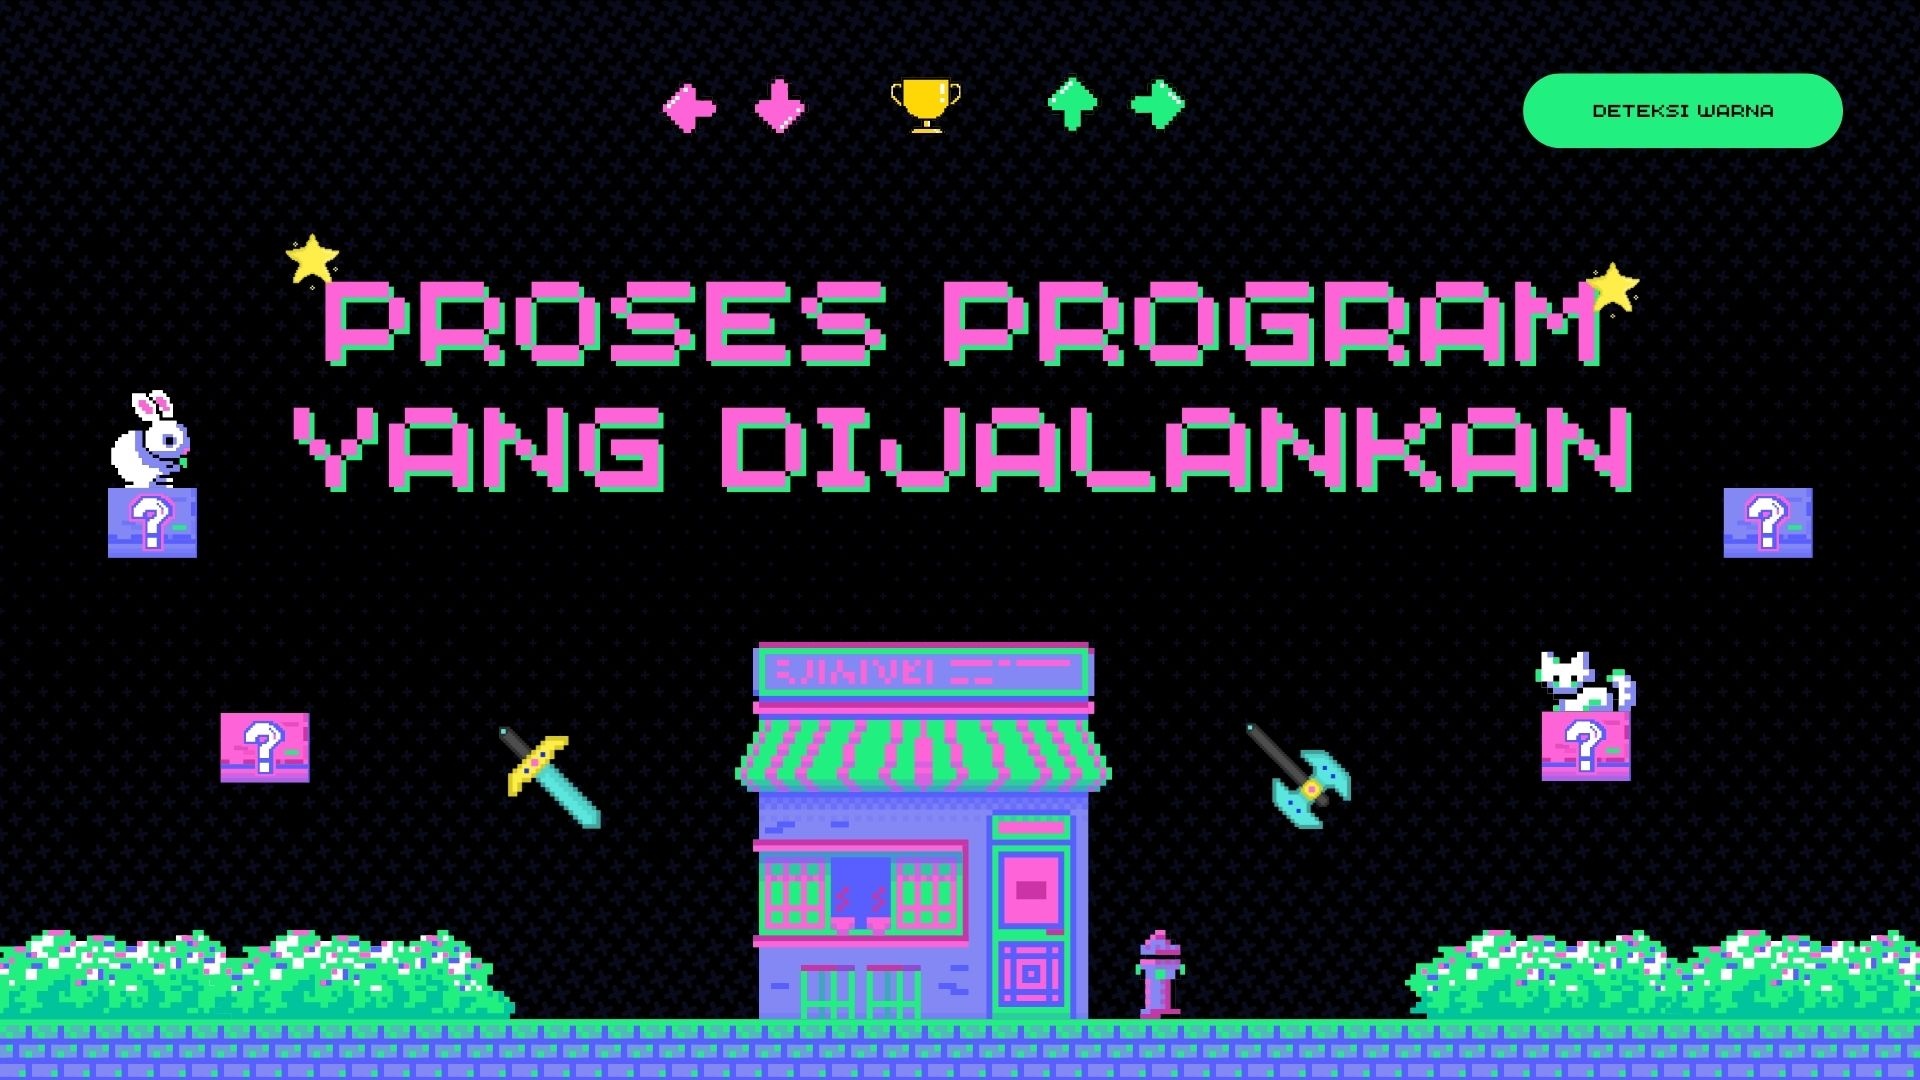 DETEKSI WARNA
PROSES PROGRAM
YANG DIJALANKAN
?
?
?
?